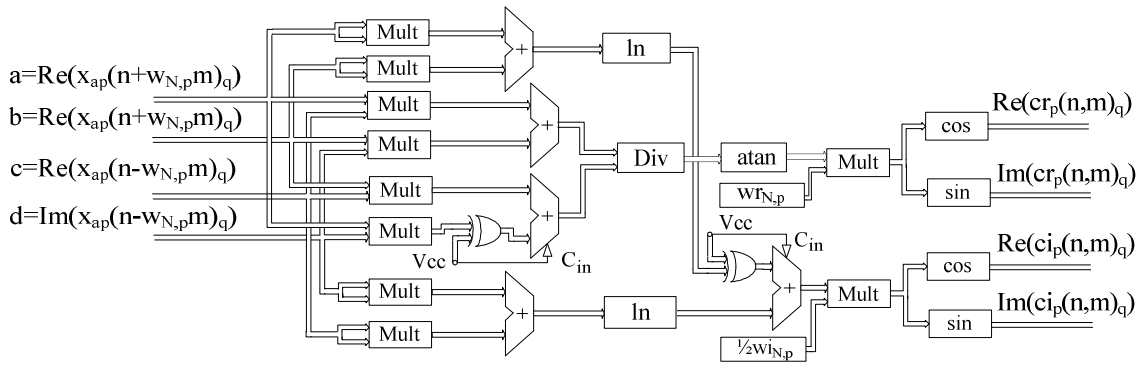 Mult
+
ln
Mult
a=Re(x_ap(n+w_N,p m)_q)
Mult
b=Re(x_ap(n+w_N,p m)_q)
+
Mult
c=Re(x_ap(n-w_N,p m)_q)
Div
atan
Mult
cos
Re(cr_p(n,m)_q)
wr_N,p
sin
Im(cr_p(n,m)_q)
Mult
+
d=Im(x_ap(n-w_N,p m)_q)
Mult
Vcc
C_in
Vcc
C_in
Re(ci_p(n,m)_q)
cos
Mult
+
Mult
+
ln
Mult
Im(ci_p(n,m)_q)
sin
½wi_N,p